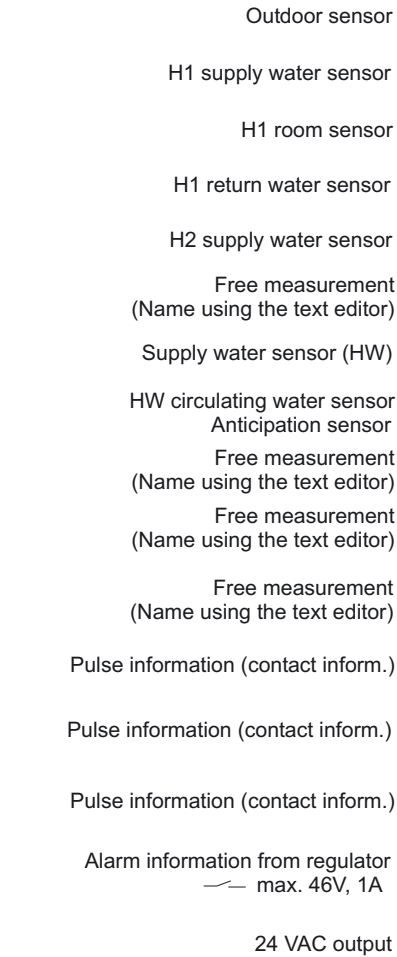 Outdoor sensor
H1 supply water sensor
H1 room sensor
H1 return water sensor
H2 supply water sensor
Free measurement
(Name using the text editor)
Supply water sensor (HW)
HW circulating water sensor
Anticipation sensor
Free measurement
(Name using the text editor)
Free measurement
(Name using the text editor)
Free measurement
(Name using the text editor)
Pulse information (contact inform.)
Pulse information (contact inform.)
Pulse information (contact inform.)
Alarm information from regulator
max. 46V, 1A
24 VAC output